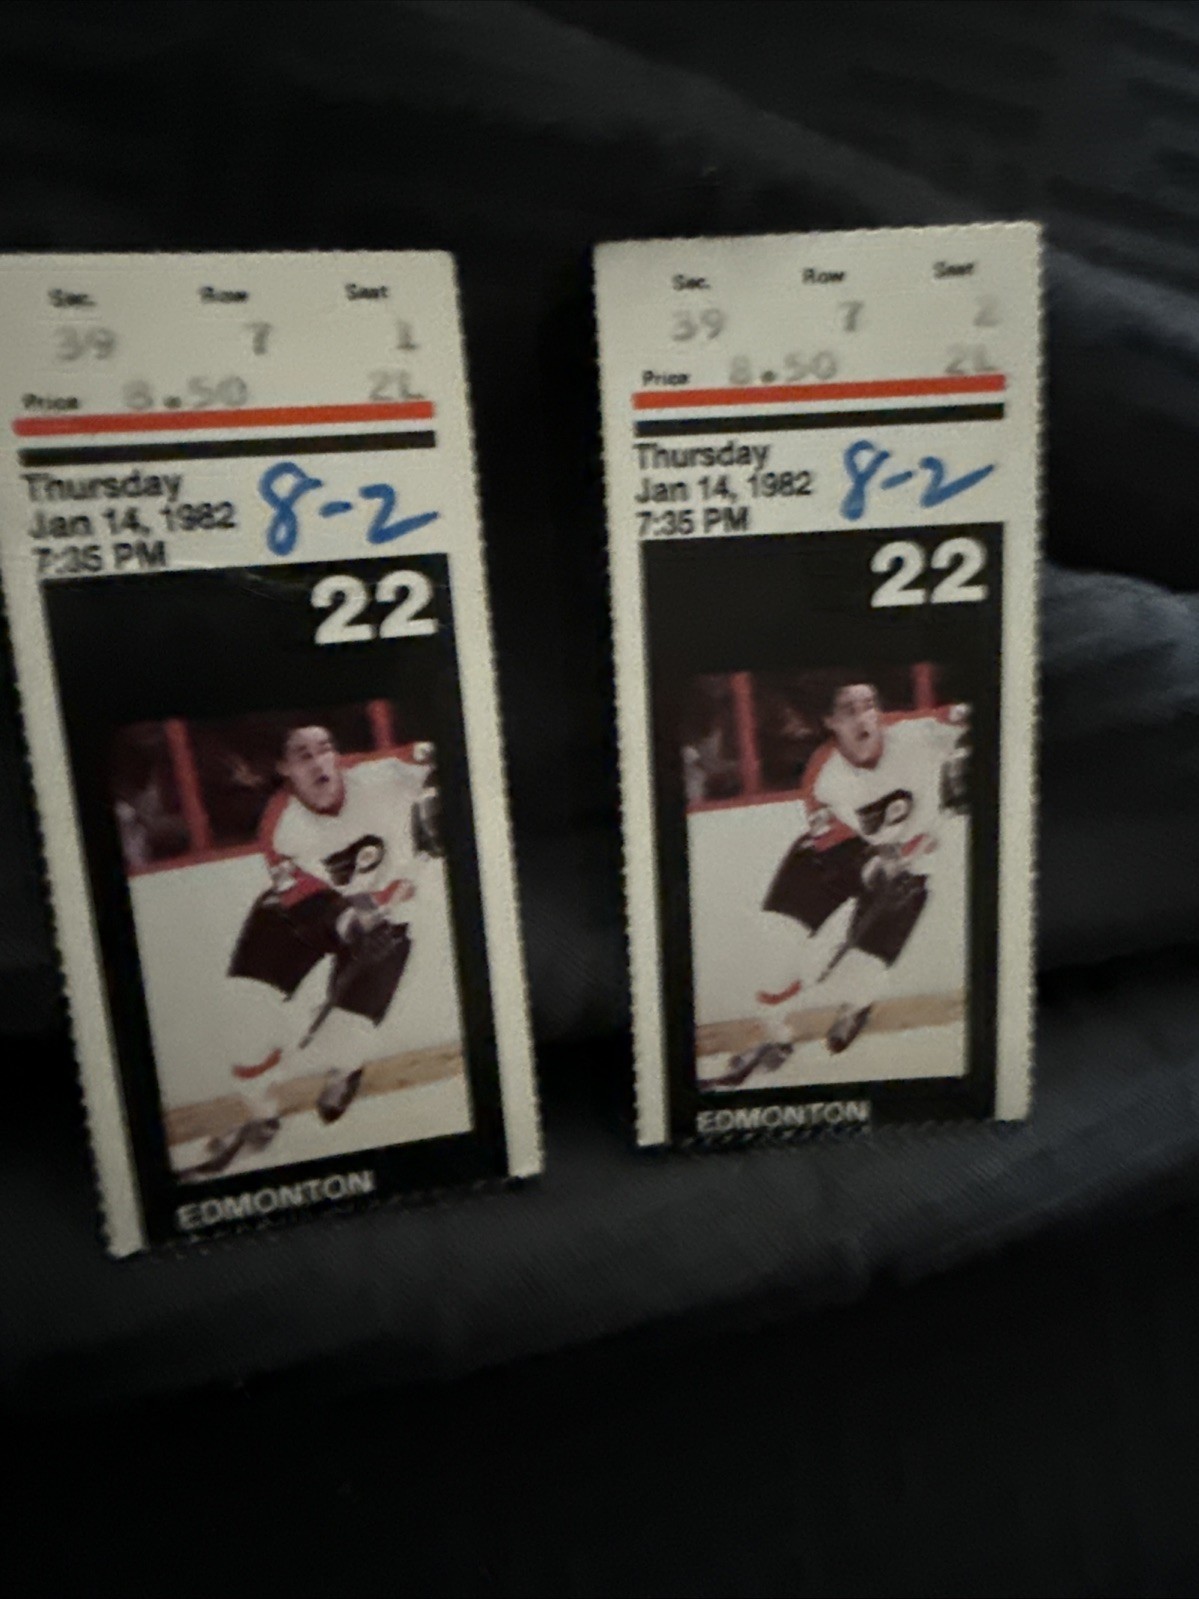 Sec. Row Seat
39 7 1
Price 8.50 2L
Thursday
Jan 14, 1982
7:35 PM
8-2
22
EDMONTON
Sec. Row Seat
39 7 2
Price 8.50 2L
Thursday
Jan 14, 1982
7:35 PM
8-2
22
EDMONTON